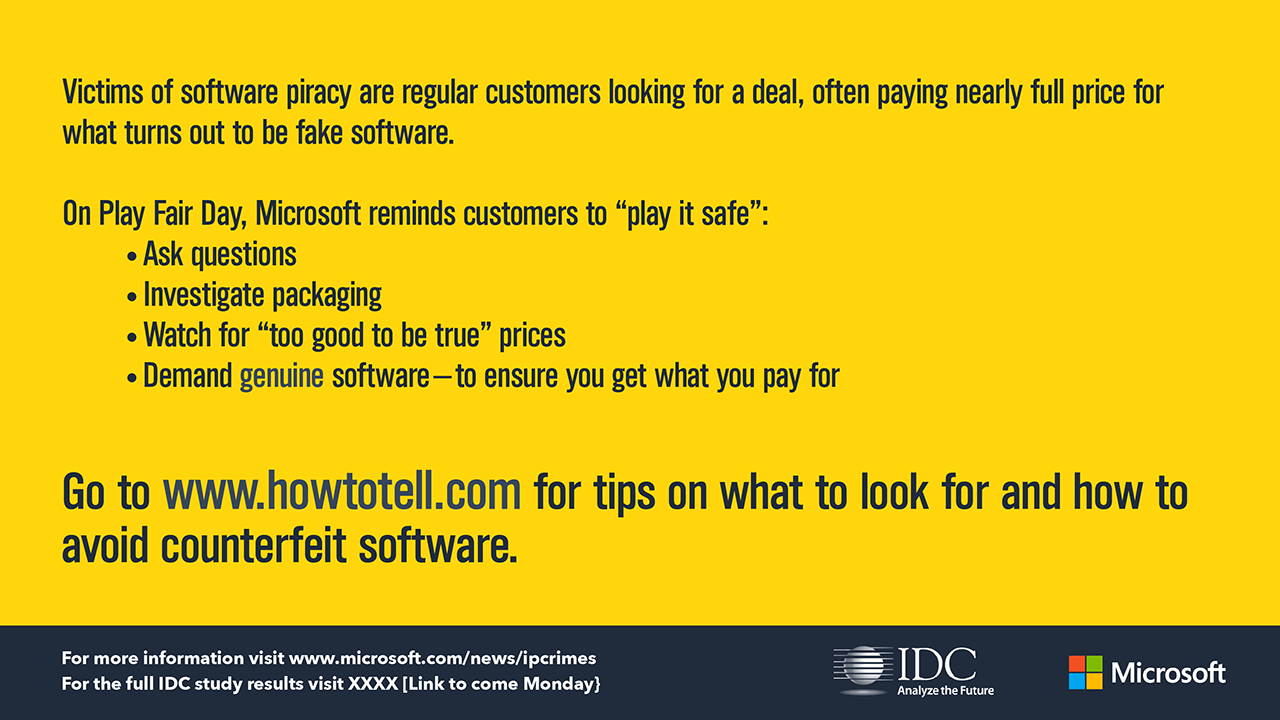 Victims of software piracy are regular customers looking for a deal, often paying nearly full price for
what turns out to be fake software.
On Play Fair Day, Microsoft reminds customers to “play it safe”:
• Ask questions
• Investigate packaging
• Watch for “too good to be true” prices
• Demand genuine software—to ensure you get what you pay for
Go to www.howtotell.com for tips on what to look for and how to
avoid counterfeit software.
For more information visit www.microsoft.com/news/ipcrimes
For the full IDC study results visit XXXX [Link to come Monday}
IDC
Analyze the Future
Microsoft